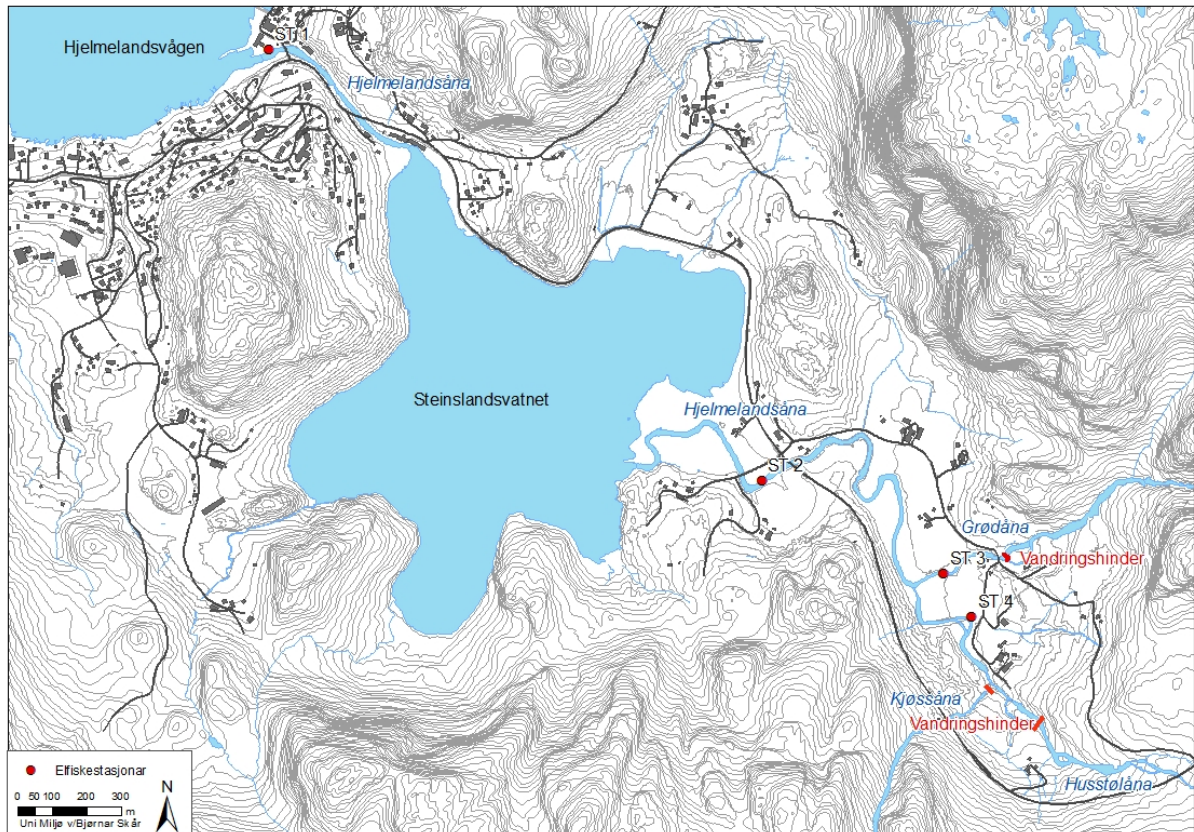 Hjelmelandsvågen
ST 1
Hjelmelandsåna
Steinslandsvatnet
Hjelmelandsåna
ST 2
Grødåna
Vandringshinder
ST 3
ST 4
Kjøssåna
Vandringshinder
Husstølåna
Elfiskestasjonar
N
0 50 100 200 300
m
Uni Miljø v/Bjørnar Skår